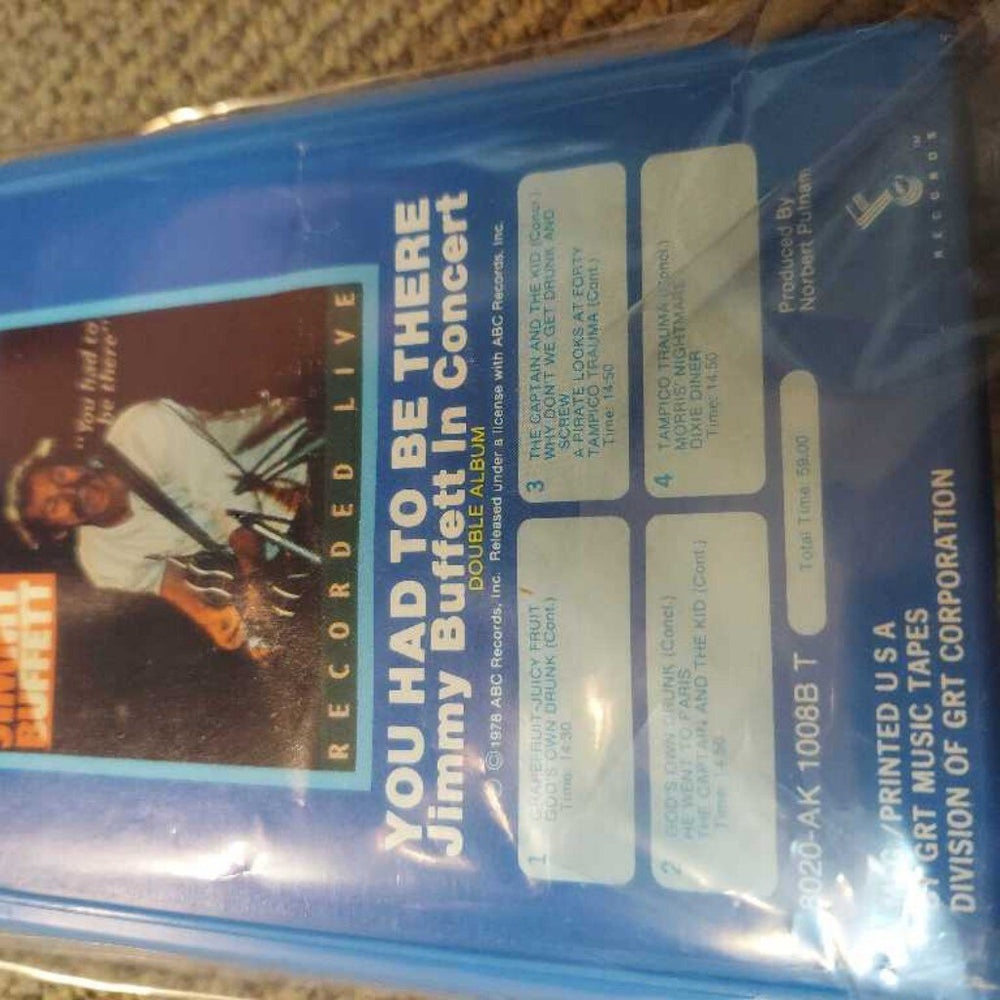 BUFFETT
"You had to
be there"
RECORDED LIVE
YOU HAD TO BE THERE
Jimmy Buffett In Concert
DOUBLE ALBUM
©1978 ABC Records, Inc. Released under a license with ABC Records, Inc.
1 GRAPEFRUIT-JUICY FRUIT
GOD'S OWN DRUNK (Cont.)
Time: 14:30
2 GOD'S OWN DRUNK (Concl.)
HE WENT TO PARIS
THE CAPTAIN AND THE KID (Cont.)
Time: 14:50
3 THE CAPTAIN AND THE KID (Concl.)
WHY DON'T WE GET DRUNK AND
SCREW
A PIRATE LOOKS AT FORTY
TAMPICO TRAUMA (Cont.)
Time: 14:50
4 TAMPICO TRAUMA (Concl.)
MORRIS' NIGHTMARE
DIXIE DINER
Time: 14:50
8020-AK 1008B T
Total Time: 59:00
Produced By
Norbert Putnam
/PRINTED U S A
BY GRT MUSIC TAPES
DIVISION OF GRT CORPORATION
RECORDS